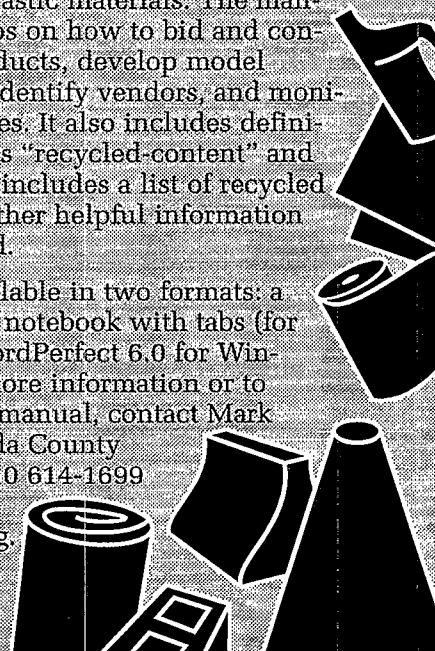 astic materials. The man-
os on how to bid and con-
ducts, develop model
dentify vendors, and moni-
es. It also includes defini-
s “recycled-content” and
includes a list of recycled
ther helpful information
d.
lable in two formats: a
notebook with tabs (for
ordPerfect 6.0 for Win-
ore information or to
manual, contact Mark
da County
0 614-1699
g.